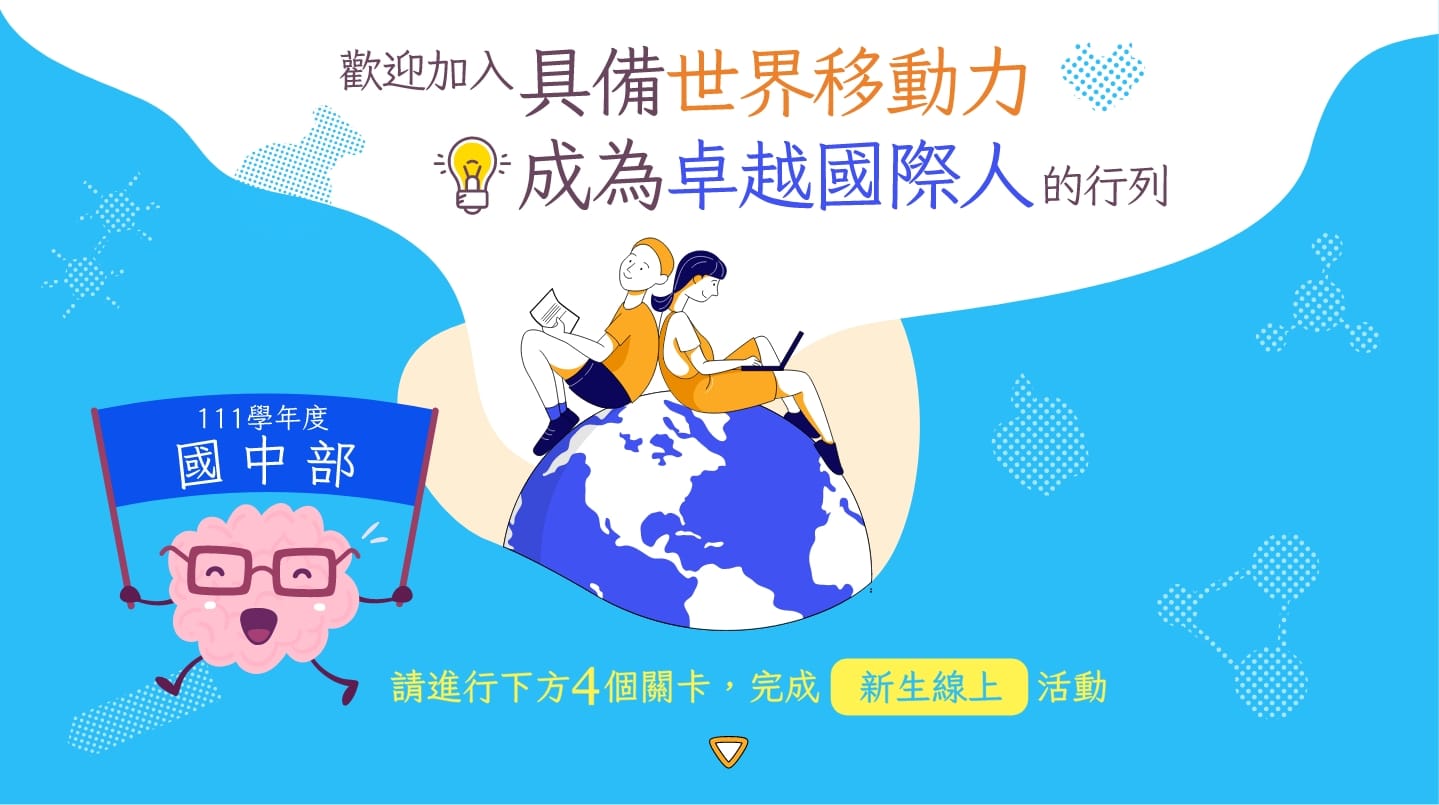 歡迎加入具備世界移動力
成為卓越國際人的行列
111學年度
國中部
請進行下方4個關卡，完成 新生線上 活動